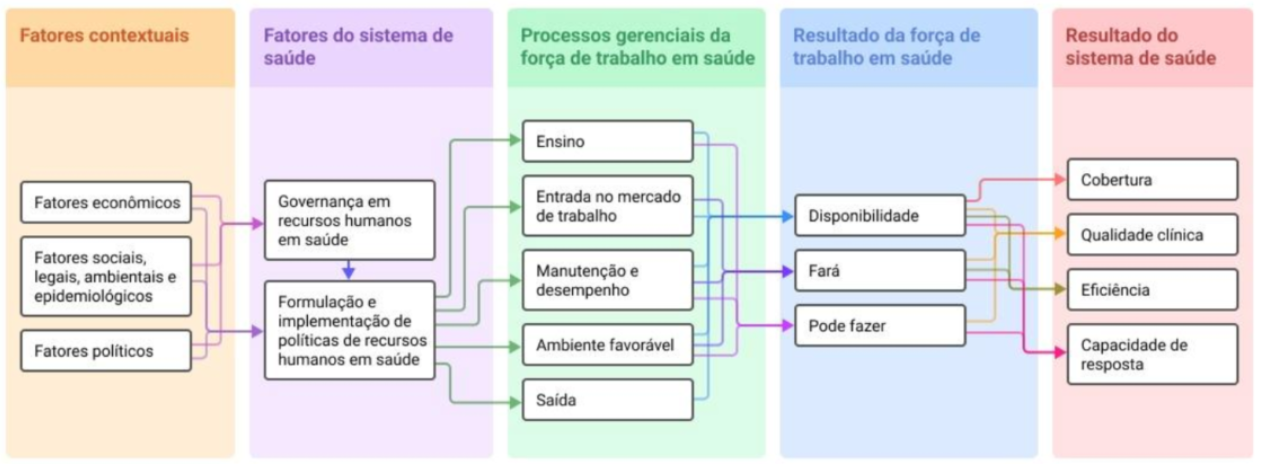 Fatores contextuais
Fatores econômicos
Fatores sociais,
legais, ambientais e
epidemiológicos
Fatores políticos
Fatores do sistema de
saúde
Governança em
recursos humanos
em saúde
Formulação e
implementação de
políticas de recursos
humanos em saúde
Processos gerenciais da
força de trabalho em saúde
Ensino
Entrada no mercado
de trabalho
Manutenção e
desempenho
Ambiente favorável
Saída
Resultado da força de
trabalho em saúde
Disponibilidade
Fará
Pode fazer
Resultado do
sistema de saúde
Cobertura
Qualidade clínica
Eficiência
Capacidade de
resposta